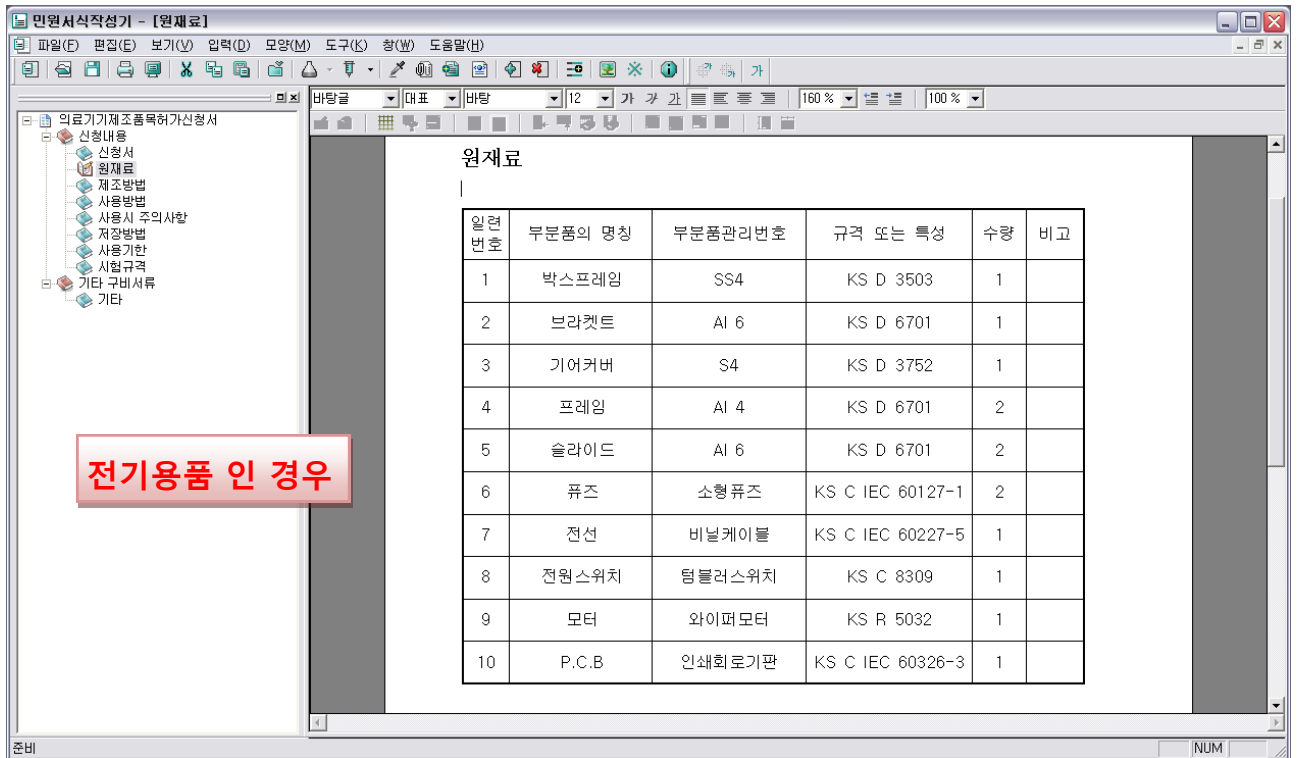 민원서식작성기 - [원재료]
파일(F) 편집(E) 보기(V) 입력(D) 모양(M) 도구(K) 창(W) 도움말(H)
바탕글 대표 바탕 12 가 가 가 160 % 100 %
의료기기제조품목허가신청서
신청내용
신청서
원재료
제조방법
사용방법
사용시 주의사항
저장방법
사용기한
시험규격
기타 구비서류
기타
전기용품 인 경우
원재료
일련번호 부분품의 명칭 부분품관리번호 규격 또는 특성 수량 비고
1 박스프레임 SS4 KS D 3503 1
2 브라켓트 Al 6 KS D 6701 1
3 기어커버 S4 KS D 3752 1
4 프레임 Al 4 KS D 6701 2
5 슬라이드 Al 6 KS D 6701 2
6 퓨즈 소형퓨즈 KS C IEC 60127-1 2
7 전선 비닐케이블 KS C IEC 60227-5 1
8 전원스위치 텀블러스위치 KS C 8309 1
9 모터 와이퍼모터 KS R 5032 1
10 P.C.B 인쇄회로기판 KS C IEC 60326-3 1
준비 NUM